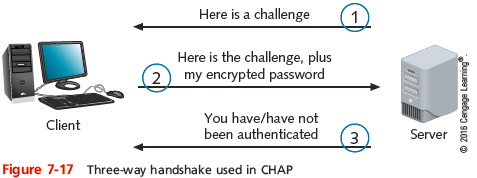 Here is a challenge
1
Here is the challenge, plus
my encrypted password
2
You have/have not
been authenticated
3
Client
Server
© 2016 Cengage Learning®.
Figure 7-17 Three-way handshake used in CHAP